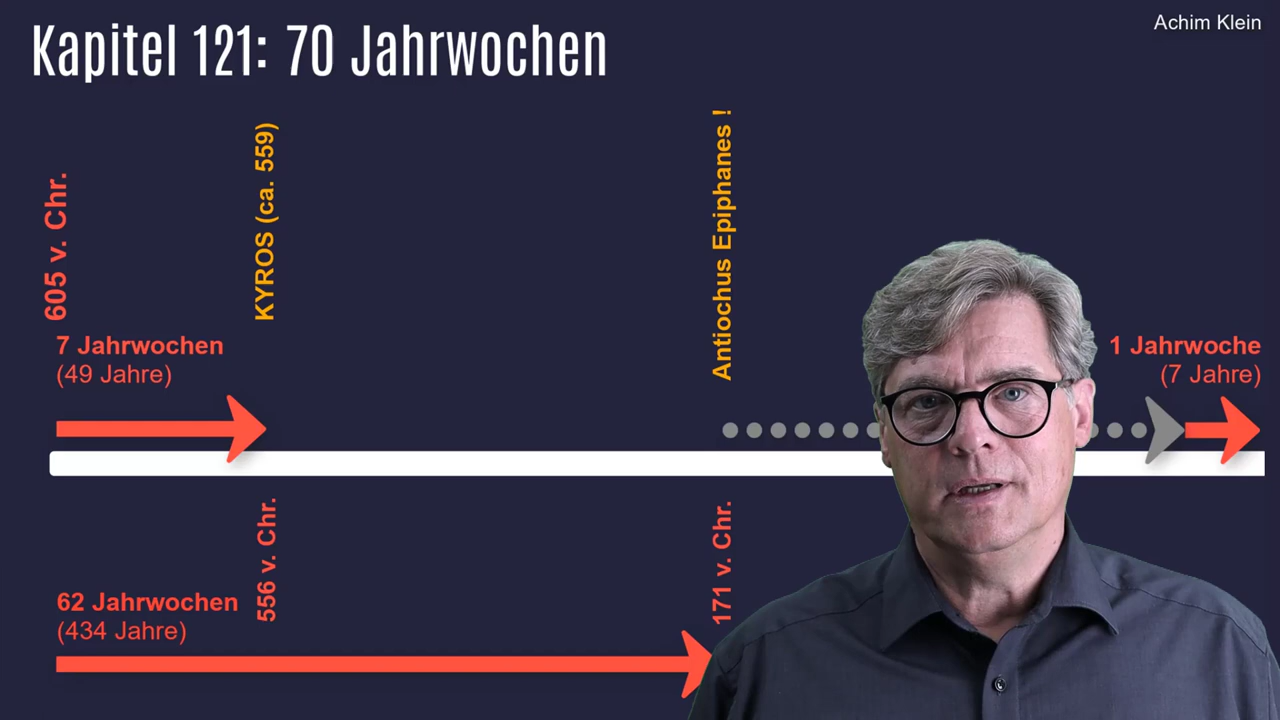 Achim Klein
Kapitel 121: 70 Jahrwochen
605 v. Chr.
KYROS (ca. 559)
Antiochus Epiphanes !
7 Jahrwochen
(49 Jahre)
1 Jahrwoche
(7 Jahre)
556 v. Chr.
171 v. Chr.
62 Jahrwochen
(434 Jahre)